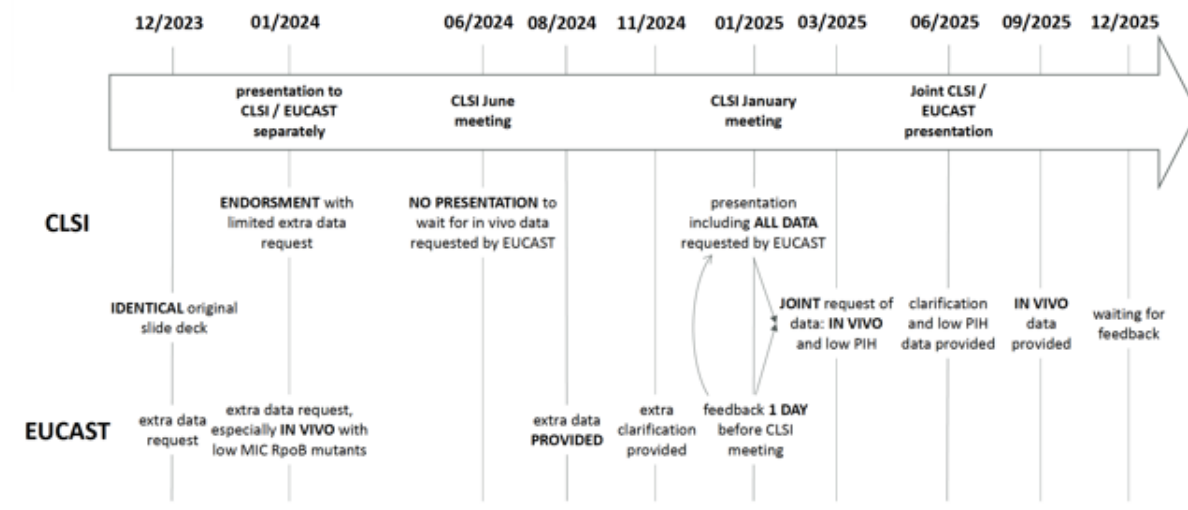 12/2023 01/2024 06/2024 08/2024 11/2024 01/2025 03/2025 06/2025 09/2025 12/2025
presentation to
CLSI / EUCAST
separately
CLSI June
meeting
CLSI January
meeting
Joint CLSI /
EUCAST
presentation
CLSI
ENDORSMENT with
limited extra data
request
NO PRESENTATION to
wait for in vivo data
requested by EUCAST
presentation
including ALL DATA
requested by EUCAST
IDENTICAL original
slide deck
JOINT request of
data: IN VIVO
and low PIH
clarification
and low PIH
data provided
IN VIVO
data
provided
waiting for
feedback
EUCAST
extra data
request
extra data request,
especially IN VIVO with
low MIC RpoB mutants
extra data
PROVIDED
extra
clarification
provided
feedback 1 DAY
before CLSI
meeting